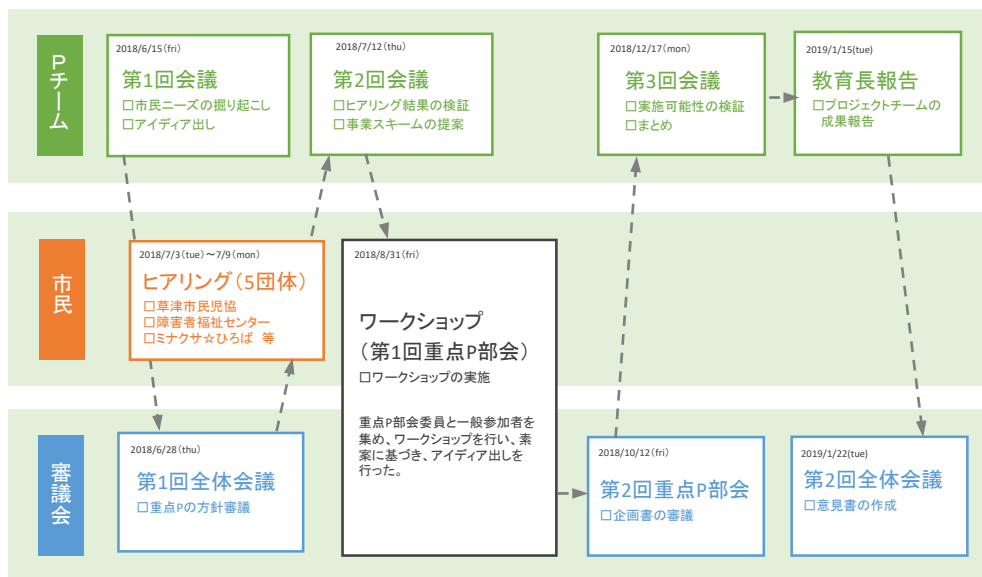 Pチーム
2018/6/15(fri)
第1回会議
□市民ニーズの掘り起こし
□アイディア出し
2018/7/12(thu)
第2回会議
□ヒアリング結果の検証
□事業スキームの提案
2018/12/17(mon)
第3回会議
□実施可能性の検証
□まとめ
2019/1/15(tue)
教育長報告
□プロジェクトチームの
成果報告
市民
2018/7/3(tue)~7/9(mon)
ヒアリング(5団体)
□草津市民児協
□障害者福祉センター
□ミナクサ☆ひろば 等
2018/8/31(fri)
ワークショップ
(第1回重点P部会)
□ワークショップの実施
重点P部会委員と一般参加者を
集め、ワークショップを行い、素
案に基づき、アイディア出しを
行った。
審議会
2018/6/28(thu)
第1回全体会議
□重点Pの方針審議
2018/10/12(fri)
第2回重点P部会
□企画書の審議
2019/1/22(tue)
第2回全体会議
□意見書の作成